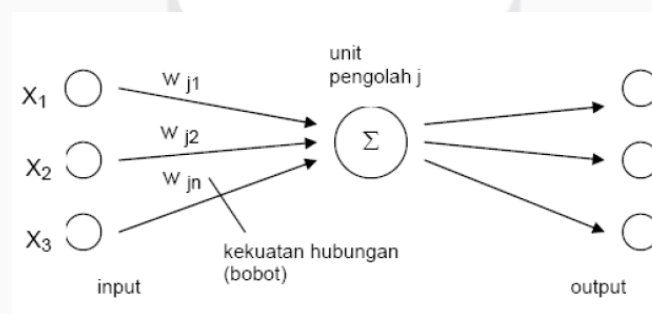 unit
pengolah j
X1
W j1
X2
W j2
Σ
X3
W jn
kekuatan hubungan
(bobot)
input
output